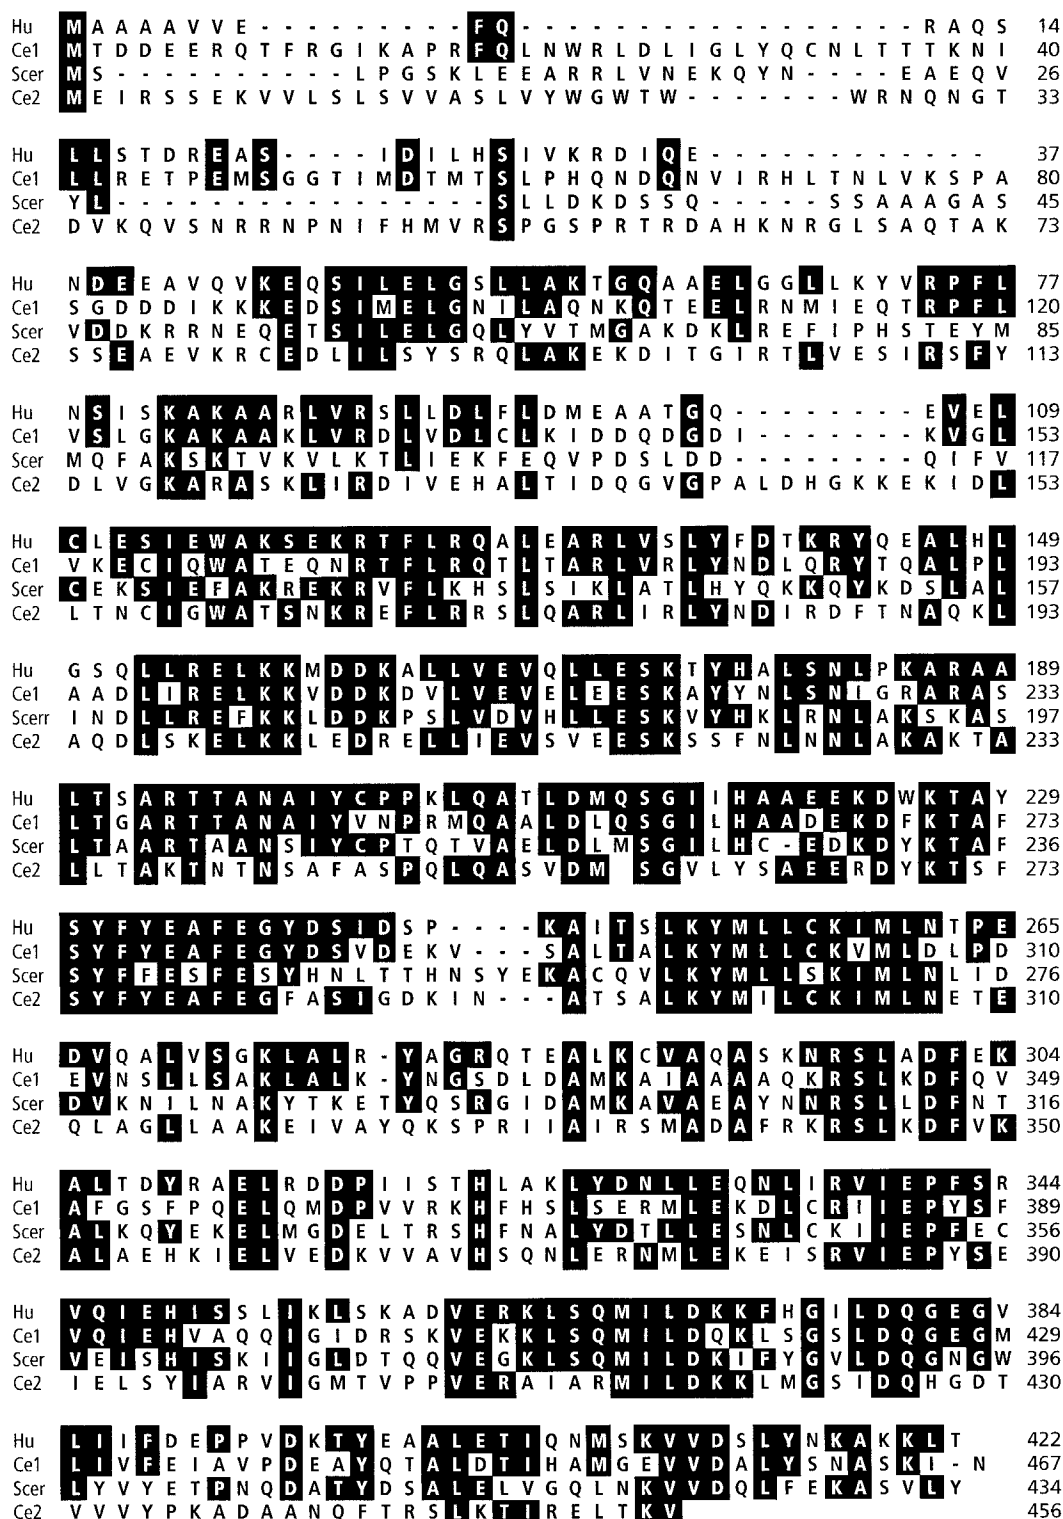 Hu M A A A A V V E - - - - - - - - - F Q - - - - - - - - - - - - - - - - - R A Q S 14
Ce1 M T D D E E R Q T F R G I K A P R F Q L N W R L D L I G L Y Q C N L T T T K N I 40
Scer M S - - - - - - - - - - L P G S K L E E A R R L V N E K Q Y N - - - - E A E Q V 26
Ce2 M E I R S S E K V V L S L S V V A S L V Y W G W T W - - - - - - - W R N Q N G T 33
Hu L L S T D R E A S - - - - I D I L H S I V K R D I Q E - - - - - - - - - - - - - 37
Ce1 L L R E T P E M S G G T I M D T M T S L P H Q N D Q N V I R H L T N L V K S P A 80
Scer Y L - - - - - - - - - - - - - - - - S L L D K D S S Q - - - - - S S A A A G A S 45
Ce2 D V K Q V S N R R N P N I F H M V R S P G S P R T R D A H K N R G L S A Q T A K 73
Hu N D E E A V Q V K E Q S I L E L G S L L A K T G Q A A E L G G L L K Y V R P F L 77
Ce1 S G D D D I K K K E D S I M E L G N I L A Q N K Q T E E L R N M I E Q T R P F L 120
Scer V D D K R R N E Q E T S I L E L G Q L Y V T M G A K D K L R E F I P H S T E Y M 85
Ce2 S S E A E V K R C E D L I L S Y S R Q L A K E K D I T G I R T L V E S I R S F Y 113
Hu N S I S K A K A A R L V R S L L D L F L D M E A A T G Q - - - - - - - - E V E L 109
Ce1 V S L G K A K A A K L V R D L V D L C L K I D D Q D G D I - - - - - - - K V G L 153
Scer M Q F A K S K T V K V L K T L I E K F E Q V P D S L D D - - - - - - - - Q I F V 117
Ce2 D L V G K A R A S K L I R D I V E H A L T I D Q G V G P A L D H G K K E K I D L 153
Hu C L E S I E W A K S E K R T F L R Q A L E A R L V S L Y F D T K R Y Q E A L H L 149
Ce1 V K E C I Q W A T E Q N R T F L R Q T L T A R L V R L Y N D L Q R Y T Q A L P L 193
Scer C E K S I E F A K R E K R V F L K H S L S I K L A T L H Y Q K K Q Y K D S L A L 157
Ce2 L T N C I G W A T S N K R E F L R R S L Q A R L I R L Y N D I R D F T N A Q K L 193
Hu G S Q L L R E L K K M D D K A L L V E V Q L L E S K T Y H A L S N L P K A R A A 189
Ce1 A A D L I R E L K K V D D K D V L V E V E L E E S K A Y Y N L S N I G R A R A S 233
Scerr I N D L L R E F K K L D D K P S L V D V H L L E S K V Y H K L R N L A K S K A S 197
Ce2 A Q D L S K E L K K L E D R E L L I E V S V E E S K S S F N L N N L A K A K T A 233
Hu L T S A R T T A N A I Y C P P K L Q A T L D M Q S G I I H A A E E K D W K T A Y 229
Ce1 L T G A R T T A N A I Y V N P R M Q A A L D L Q S G I L H A A D E K D F K T A F 273
Scer L T A A R T A A N S I Y C P T Q T V A E L D L M S G I L H C - E D K D Y K T A F 236
Ce2 L L T A K T N T N S A F A S P Q L Q A S V D M S G V L Y S A E E R D Y K T S F 273
Hu S Y F Y E A F E G Y D S I D S P - - - - K A I T S L K Y M L L C K I M L N T P E 265
Ce1 S Y F Y E A F E G Y D S V D E K V - - - S A L T A L K Y M L L C K V M L D L P D 310
Scer S Y F F E S F E S Y H N L T T H N S Y E K A C Q V L K Y M L L S K I M L N L I D 276
Ce2 S Y F Y E A F E G F A S I G D K I N - - - A T S A L K Y M I L C K I M L N E T E 310
Hu D V Q A L V S G K L A L R - Y A G R Q T E A L K C V A Q A S K N R S L A D F E K 304
Ce1 E V N S L L S A K L A L K - Y N G S D L D A M K A I A A A A Q K R S L K D F Q V 349
Scer D V K N I L N A K Y T K E T Y Q S R G I D A M K A V A E A Y N N R S L L D F N T 316
Ce2 Q L A G L L A A K E I V A Y Q K S P R I I A I R S M A D A F R K R S L K D F V K 350
Hu A L T D Y R A E L R D D P I I S T H L A K L Y D N L L E Q N L I R V I E P F S R 344
Ce1 A F G S F P Q E L Q M D P V V R K H F H S L S E R M L E K D L C R I I E P Y S F 389
Scer A L K Q Y E K E L M G D E L T R S H F N A L Y D T L L E S N L C K I I E P F E C 356
Ce2 A L A E H K I E L V E D K V V A V H S Q N L E R N M L E K E I S R V I E P Y S E 390
Hu V Q I E H I S S L I K L S K A D V E R K L S Q M I L D K K F H G I L D Q G E G V 384
Ce1 V Q I E H V A Q Q I G I D R S K V E K K L S Q M I L D Q K L S G S L D Q G E G M 429
Scer V E I S H I S K I I G L D T Q Q V E G K L S Q M I L D K I F Y G V L D Q G N G W 396
Ce2 I E L S Y I A R V I G M T V P P V E R A I A R M I L D K K L M G S I D Q H G D T 430
Hu L I I F D E P P V D K T Y E A A L E T I Q N M S K V V D S L Y N K A K K L T 422
Ce1 L I V F E I A V P D E A Y Q T A L D T I H A M G E V V D A L Y S N A S K I - N 467
Scer L Y V Y E T P N Q D A T Y D S A L E L V G Q L N K V V D Q L F E K A S V L Y 434
Ce2 V V V Y P K A D A A N Q F T R S L K T I R E L T K V 456